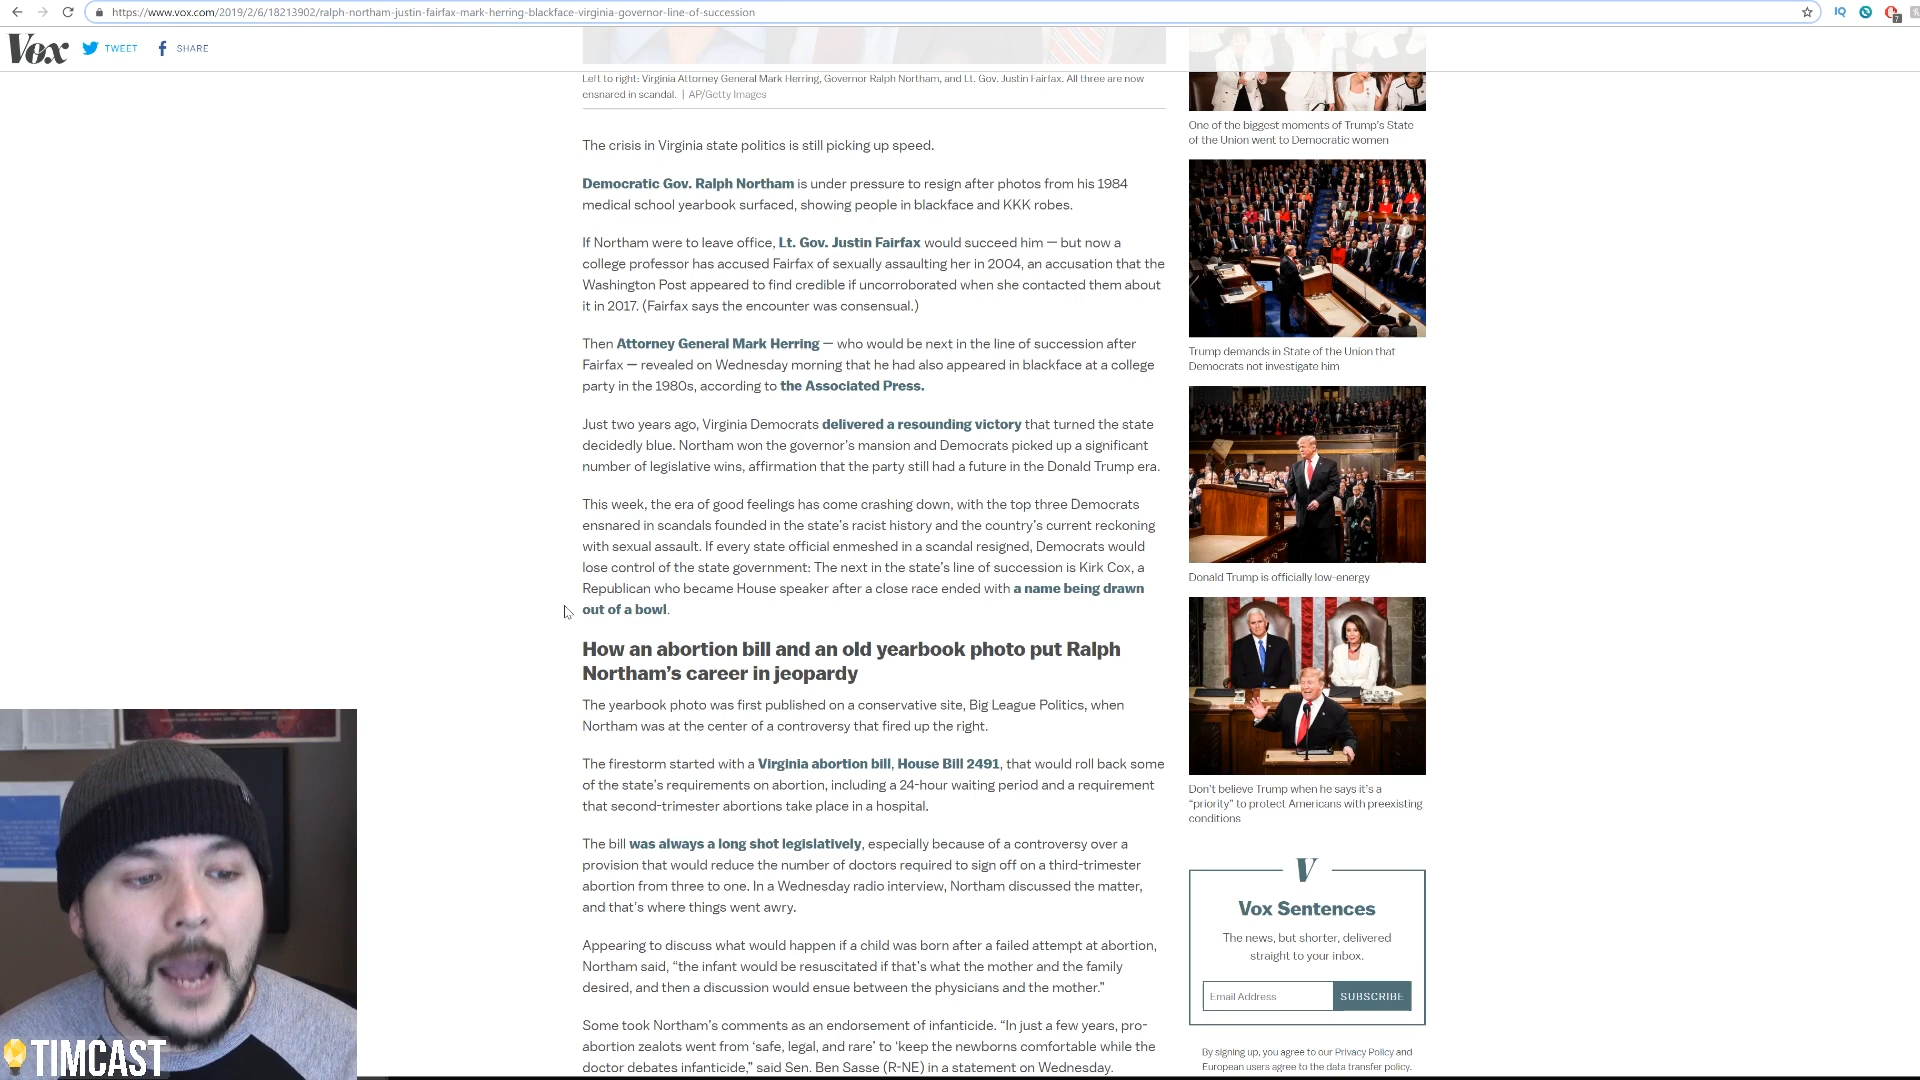 https://www.vox.com/2019/2/6/18213902/ralph-northam-justin-fairfax-mark-herring-blackface-virginia-governor-line-of-succession
IQ
7
Vox
TWEET
SHARE
Left to right: Virginia Attorney General Mark Herring, Governor Ralph Northam, and Lt. Gov. Justin Fairfax. All three are now
ensnared in scandal. | AP/Getty Images
The crisis in Virginia state politics is still picking up speed.
Democratic Gov. Ralph Northam is under pressure to resign after photos from his 1984
medical school yearbook surfaced, showing people in blackface and KKK robes.
If Northam were to leave office, Lt. Gov. Justin Fairfax would succeed him — but now a
college professor has accused Fairfax of sexually assaulting her in 2004, an accusation that the
Washington Post appeared to find credible if uncorroborated when she contacted them about
it in 2017. (Fairfax says the encounter was consensual.)
Then Attorney General Mark Herring — who would be next in the line of succession after
Fairfax — revealed on Wednesday morning that he had also appeared in blackface at a college
party in the 1980s, according to the Associated Press.
Just two years ago, Virginia Democrats delivered a resounding victory that turned the state
decidedly blue. Northam won the governor's mansion and Democrats picked up a significant
number of legislative wins, affirmation that the party still had a future in the Donald Trump era.
This week, the era of good feelings has come crashing down, with the top three Democrats
ensnared in scandals founded in the state's racist history and the country's current reckoning
with sexual assault. If every state official enmeshed in a scandal resigned, Democrats would
lose control of the state government: The next in the state's line of succession is Kirk Cox, a
Republican who became House speaker after a close race ended with a name being drawn
out of a bowl.
How an abortion bill and an old yearbook photo put Ralph
Northam's career in jeopardy
The yearbook photo was first published on a conservative site, Big League Politics, when
Northam was at the center of a controversy that fired up the right.
The firestorm started with a Virginia abortion bill, House Bill 2491, that would roll back some
of the state's requirements on abortion, including a 24-hour waiting period and a requirement
that second-trimester abortions take place in a hospital.
The bill was always a long shot legislatively, especially because of a controversy over a
provision that would reduce the number of doctors required to sign off on a third-trimester
abortion from three to one. In a Wednesday radio interview, Northam discussed the matter,
and that's where things went awry.
Appearing to discuss what would happen if a child was born after a failed attempt at abortion,
Northam said, “the infant would be resuscitated if that's what the mother and the family
desired, and then a discussion would ensue between the physicians and the mother.”
Some took Northam's comments as an endorsement of infanticide. “In just a few years, pro-
abortion zealots went from ‘safe, legal, and rare’ to ‘keep the newborns comfortable while the
doctor debates infanticide,” said Sen. Ben Sasse (R-NE) in a statement on Wednesday.
One of the biggest moments of Trump's State
of the Union went to Democratic women
Trump demands in State of the Union that
Democrats not investigate him
Donald Trump is officially low-energy
Don't believe Trump when he says it's a
“priority” to protect Americans with preexisting
conditions
V
Vox Sentences
The news, but shorter, delivered
straight to your inbox.
Email Address
SUBSCRIBE
By signing up, you agree to our Privacy Policy and
European users agree to the data transfer policy.
TIMCAST